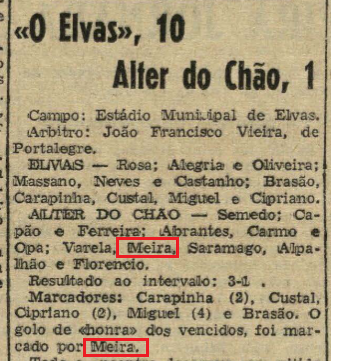 «O Elvas», 10
Alter do Chão, 1
Campo: Estádio Municipal de Elvas.
Arbitro: João Francisco Vieira, de
Portalegre.
ELVAS — Rosa; Alegria e Oliveira;
Massano, Neves e Castanho; Brasão,
Carapinha, Custal, Miguel e Cipriano.
ALTER DO CHÃO — Semedo; Ca-
pão e Ferreira; Abrantes, Carmo e
Opa; Varela, Meira, Saramago, Alpa-
lhão e Florencio.
Resultado ao intervalo: 3-1 .
Marcadores: Carapinha (2), Custal,
Cipriano (2), Miguel (4) e Brasão. O
golo de «honra» dos vencidos, foi mar-
cado por Meira.